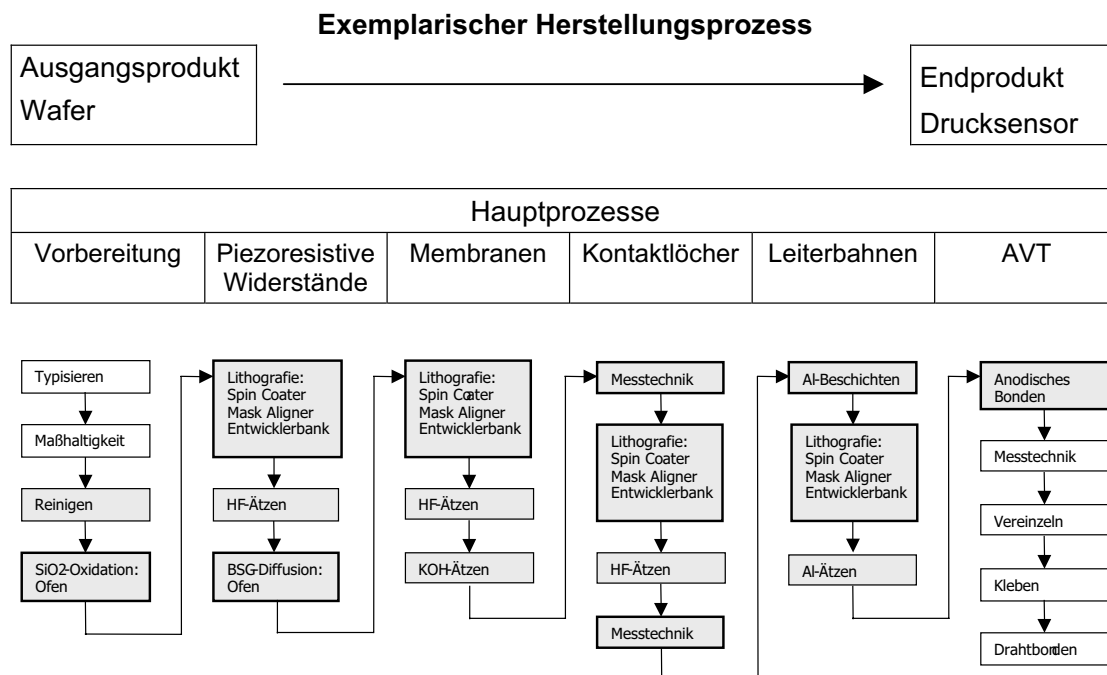 Exemplarischer Herstellungsprozess
Ausgangsprodukt
Wafer
Endprodukt
Drucksensor
Hauptprozesse
Vorbereitung
Piezoresistive
Widerstände
Membranen
Kontaktlöcher
Leiterbahnen
AVT
Typisieren
Maßhaltigkeit
Reinigen
SiO2-Oxidation:
Ofen
Lithografie:
Spin Coater
Mask Aligner
Entwicklerbank
HF-Ätzen
BSG-Diffusion:
Ofen
Lithografie:
Spin Coater
Mask Aligner
Entwicklerbank
HF-Ätzen
KOH-Ätzen
Messtechnik
Lithografie:
Spin Coater
Mask Aligner
Entwicklerbank
HF-Ätzen
Messtechnik
Al-Beschichten
Lithografie:
Spin Coater
Mask Aligner
Entwicklerbank
Al-Ätzen
Anodisches
Bonden
Messtechnik
Vereinzeln
Kleben
Drahtbonden